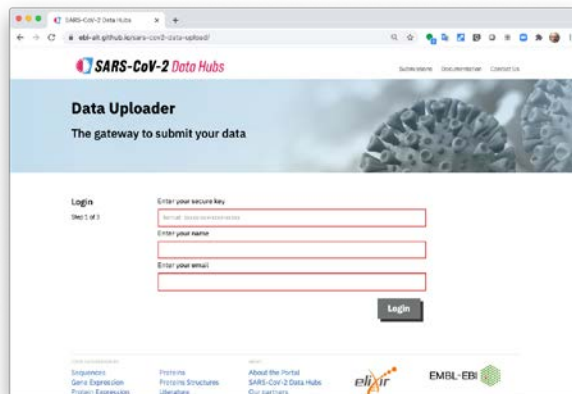 SARS-CoV-2 Data Hubs
ebi-ait.github.io/sars-cov2-data-upload/
SARS-CoV-2 Data Hubs
Submissions Documentation Contact Us
Data Uploader
The gateway to submit your data
Login
Step 1 of 3
Enter your secure key
Enter your name
Enter your email
Login
Sequences Proteins About the Portal
Gene Expression Proteins Structures SARS-CoV-2 Data Hubs
Protein Expression Literature Our partners
elixir
EMBL-EBI